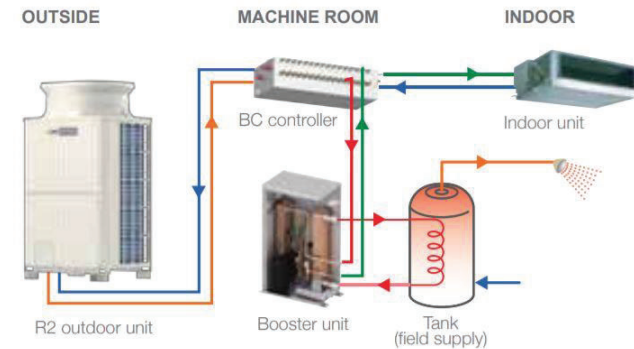 OUTSIDE
MACHINE ROOM
INDOOR
BC controller
Indoor unit
R2 outdoor unit
Booster unit
Tank
(field supply)